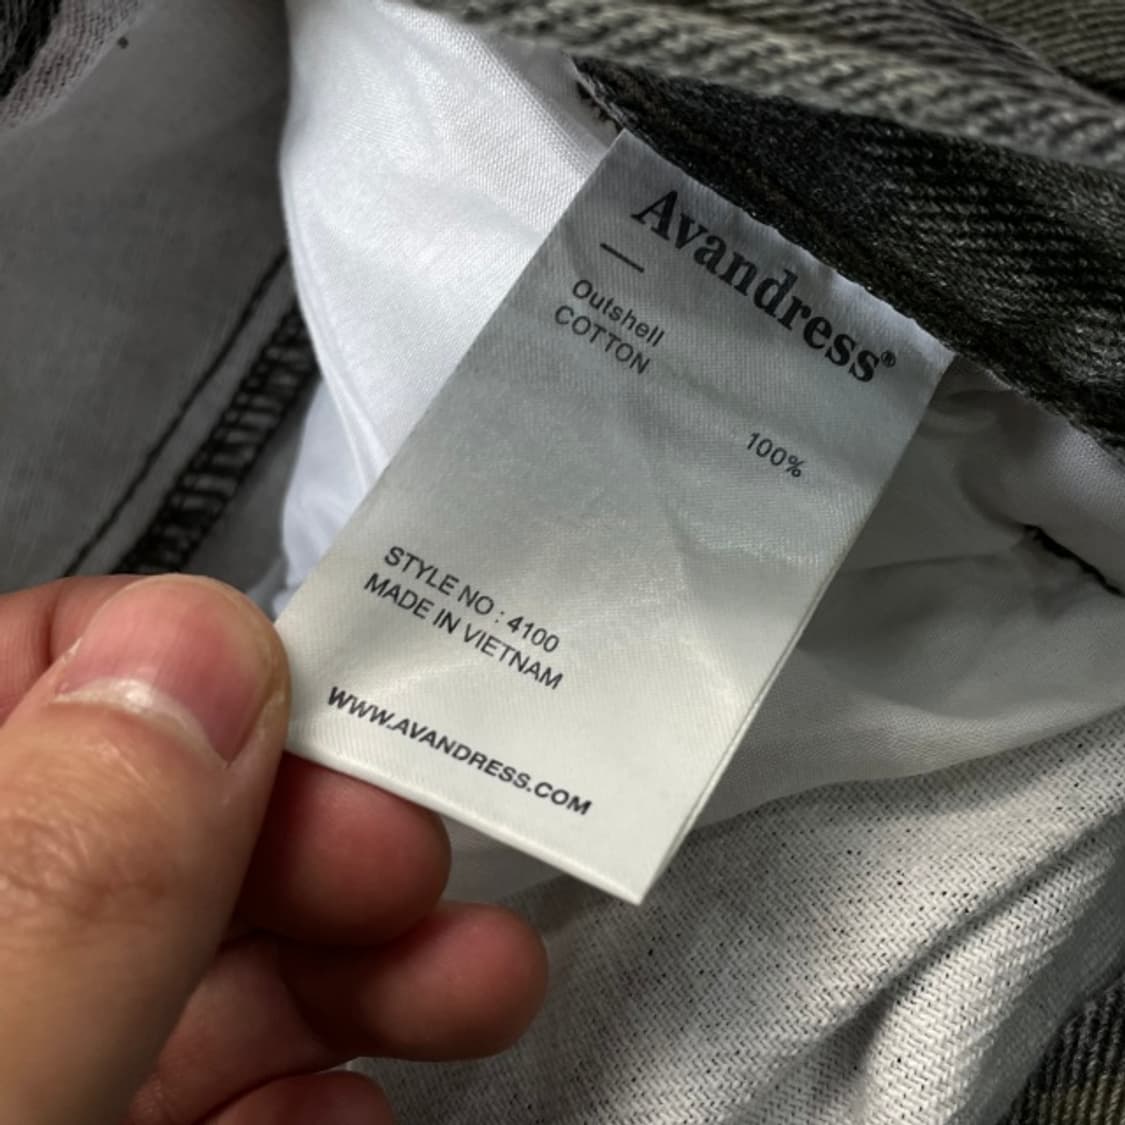 Avandress®
—
Outshell
COTTON
100%
STYLE NO : 4100
MADE IN VIETNAM
WWW.AVANDRESS.COM